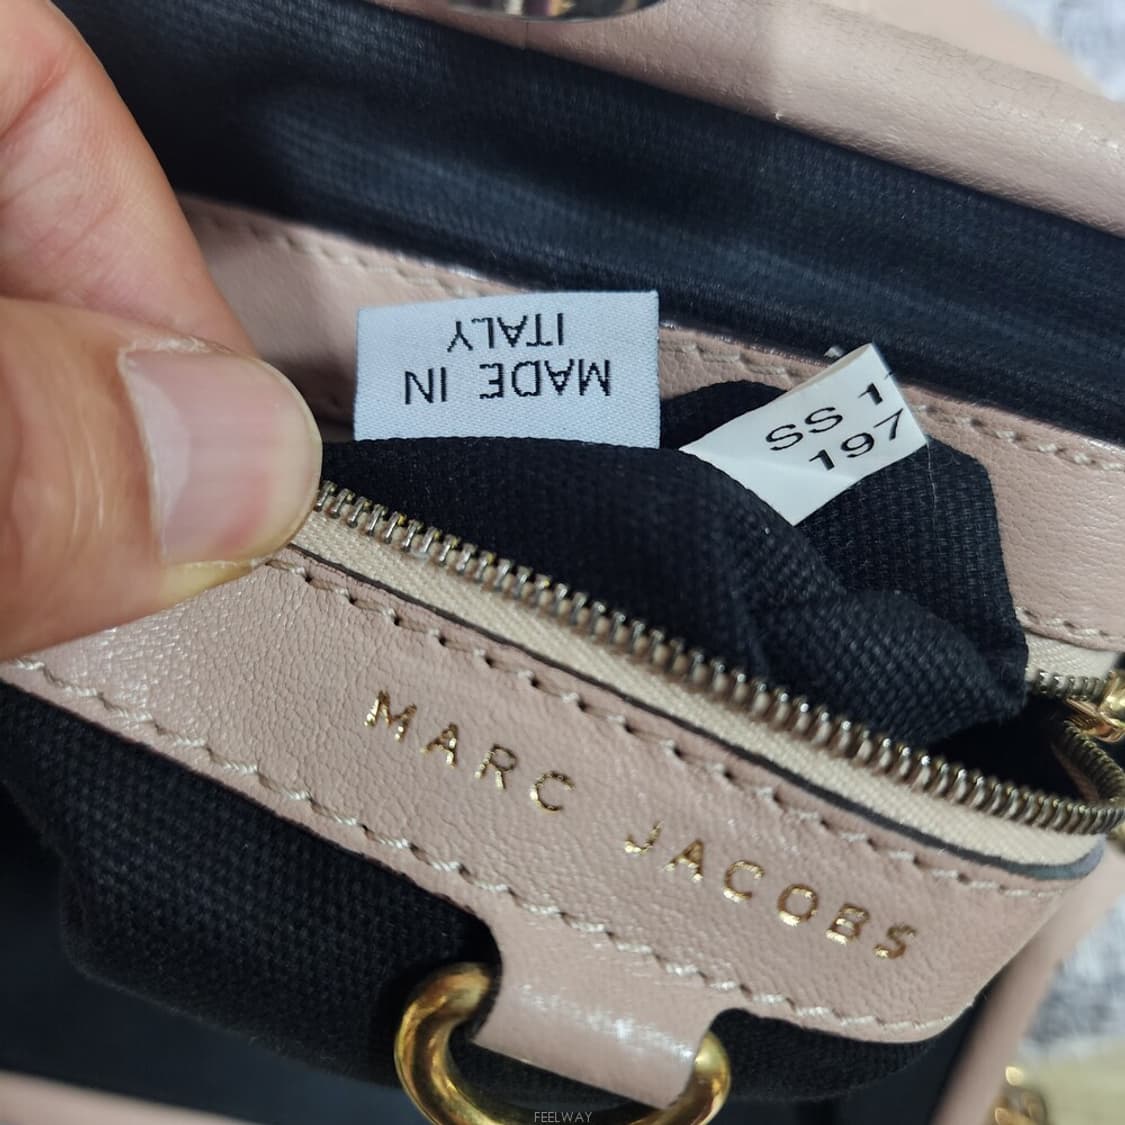 MADE IN
ITALY
SS 1
197
MARC JACOBS
FEELWAY